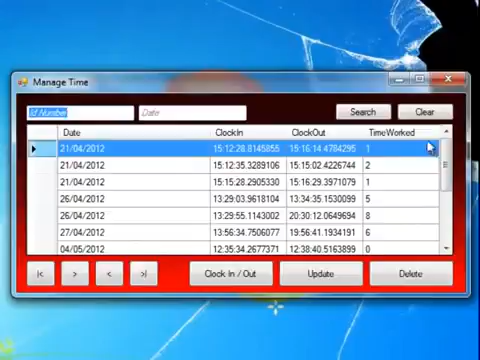 Manage Time
Id Number
Date
Search
Clear
Date ClockIn ClockOut TimeWorked
21/04/2012 15:12:28.8145855 15:16:14.4784295 1
21/04/2012 15:12:35.3289106 15:15:02.4226744 2
21/04/2012 15:15:28.2905330 15:16:29.3971079 1
26/04/2012 13:29:03.9618104 13:34:35.1530099 5
26/04/2012 13:29:55.1143002 20:30:12.0649694 8
27/04/2012 13:50:29.1933116 19:56:41.1934191 6
04/05/2012 12:35:34.2677371 12:38:40.5163899 0
|< > < >| Clock In / Out Update Delete